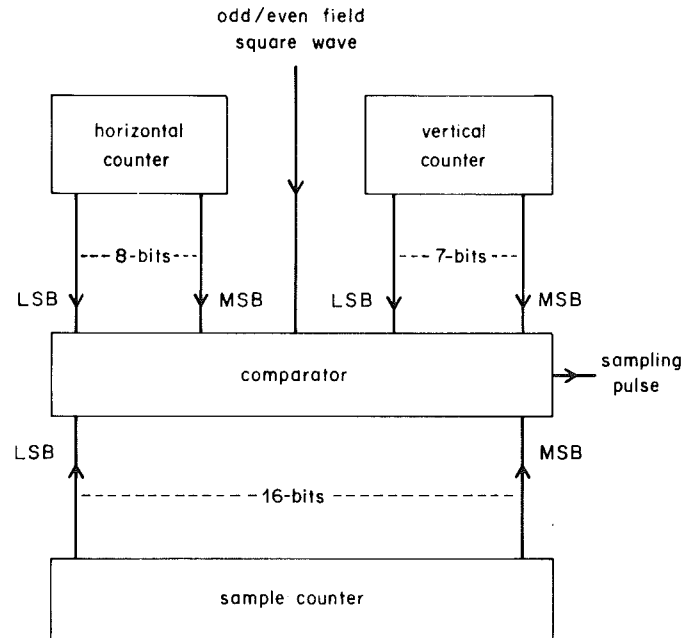 odd/even field
square wave
horizontal
counter
vertical
counter
8-bits
7-bits
LSB
MSB
LSB
MSB
comparator
sampling
pulse
LSB
MSB
16-bits
sample counter